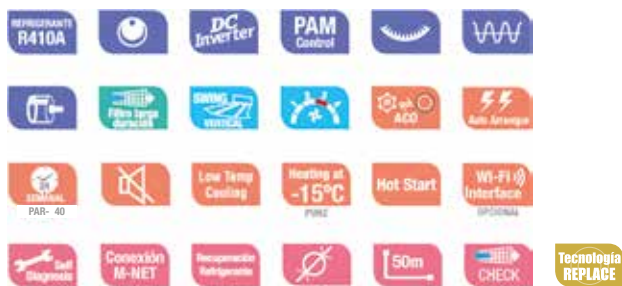 REFRIGERANTE
R410A
DC
Inverter
PAM
Control
Filtro larga
duración
SWING
VERTICAL
ACO
Auto Arranque
24
SEMANAL
PAR- 40
Low Temp
Cooling
Heating at
-15ºC
Hot Start
Wi-Fi
Interface
OPCIONAL
Self
Diagnosis
Conexión
M-NET
Recuperación
Refrigerante
50m
CHECK
Tecnología
REPLACE